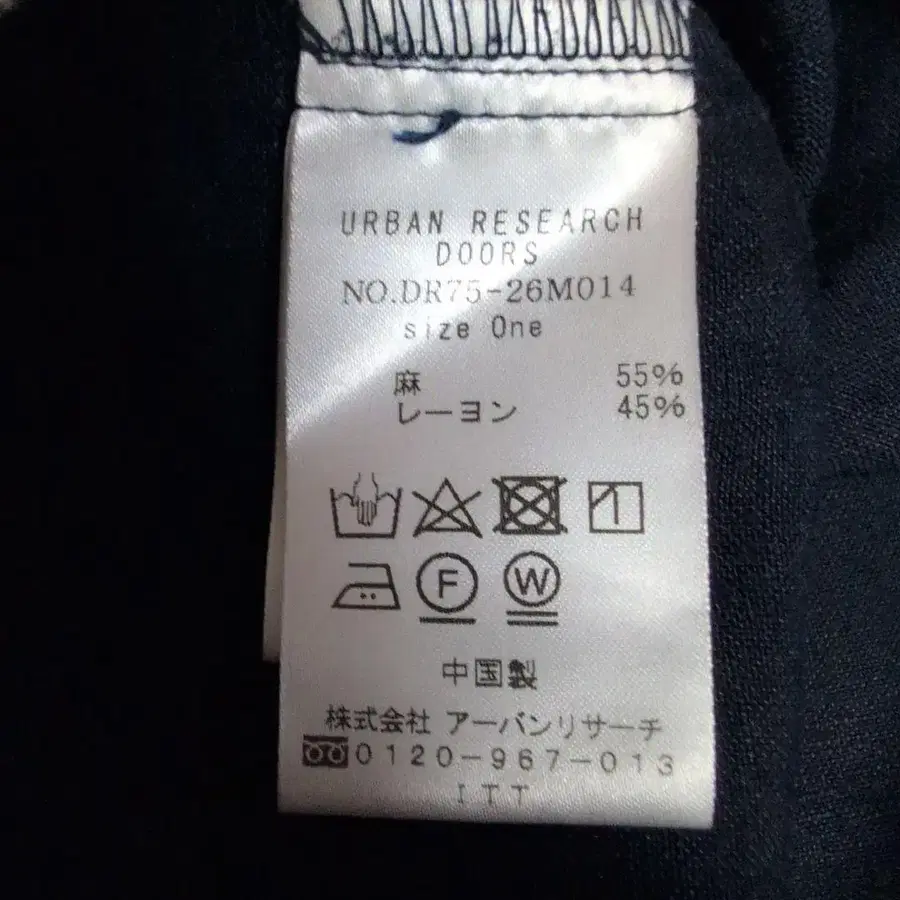 URBAN RESEARCH
DOORS
NO.DR75-26M014
size One
麻 55%
レーヨン 45%
F W
中国製
株式会社 アーバンリサーチ
0120-967-013
ITT